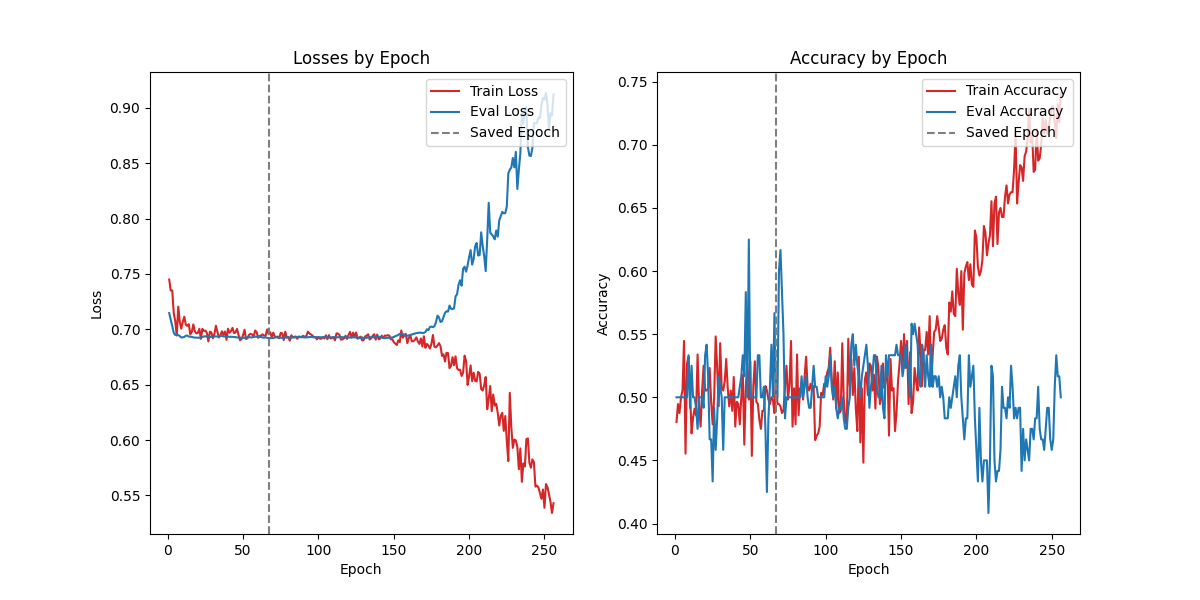 Losses by Epoch
Train Loss
Eval Loss
Saved Epoch
0.90
0.85
0.80
0.75
0.70
0.65
0.60
0.55
Loss
0
50
100
150
200
250
Epoch
Accuracy by Epoch
Train Accuracy
Eval Accuracy
Saved Epoch
0.75
0.70
0.65
0.60
0.55
0.50
0.45
0.40
Accuracy
0
50
100
150
200
250
Epoch